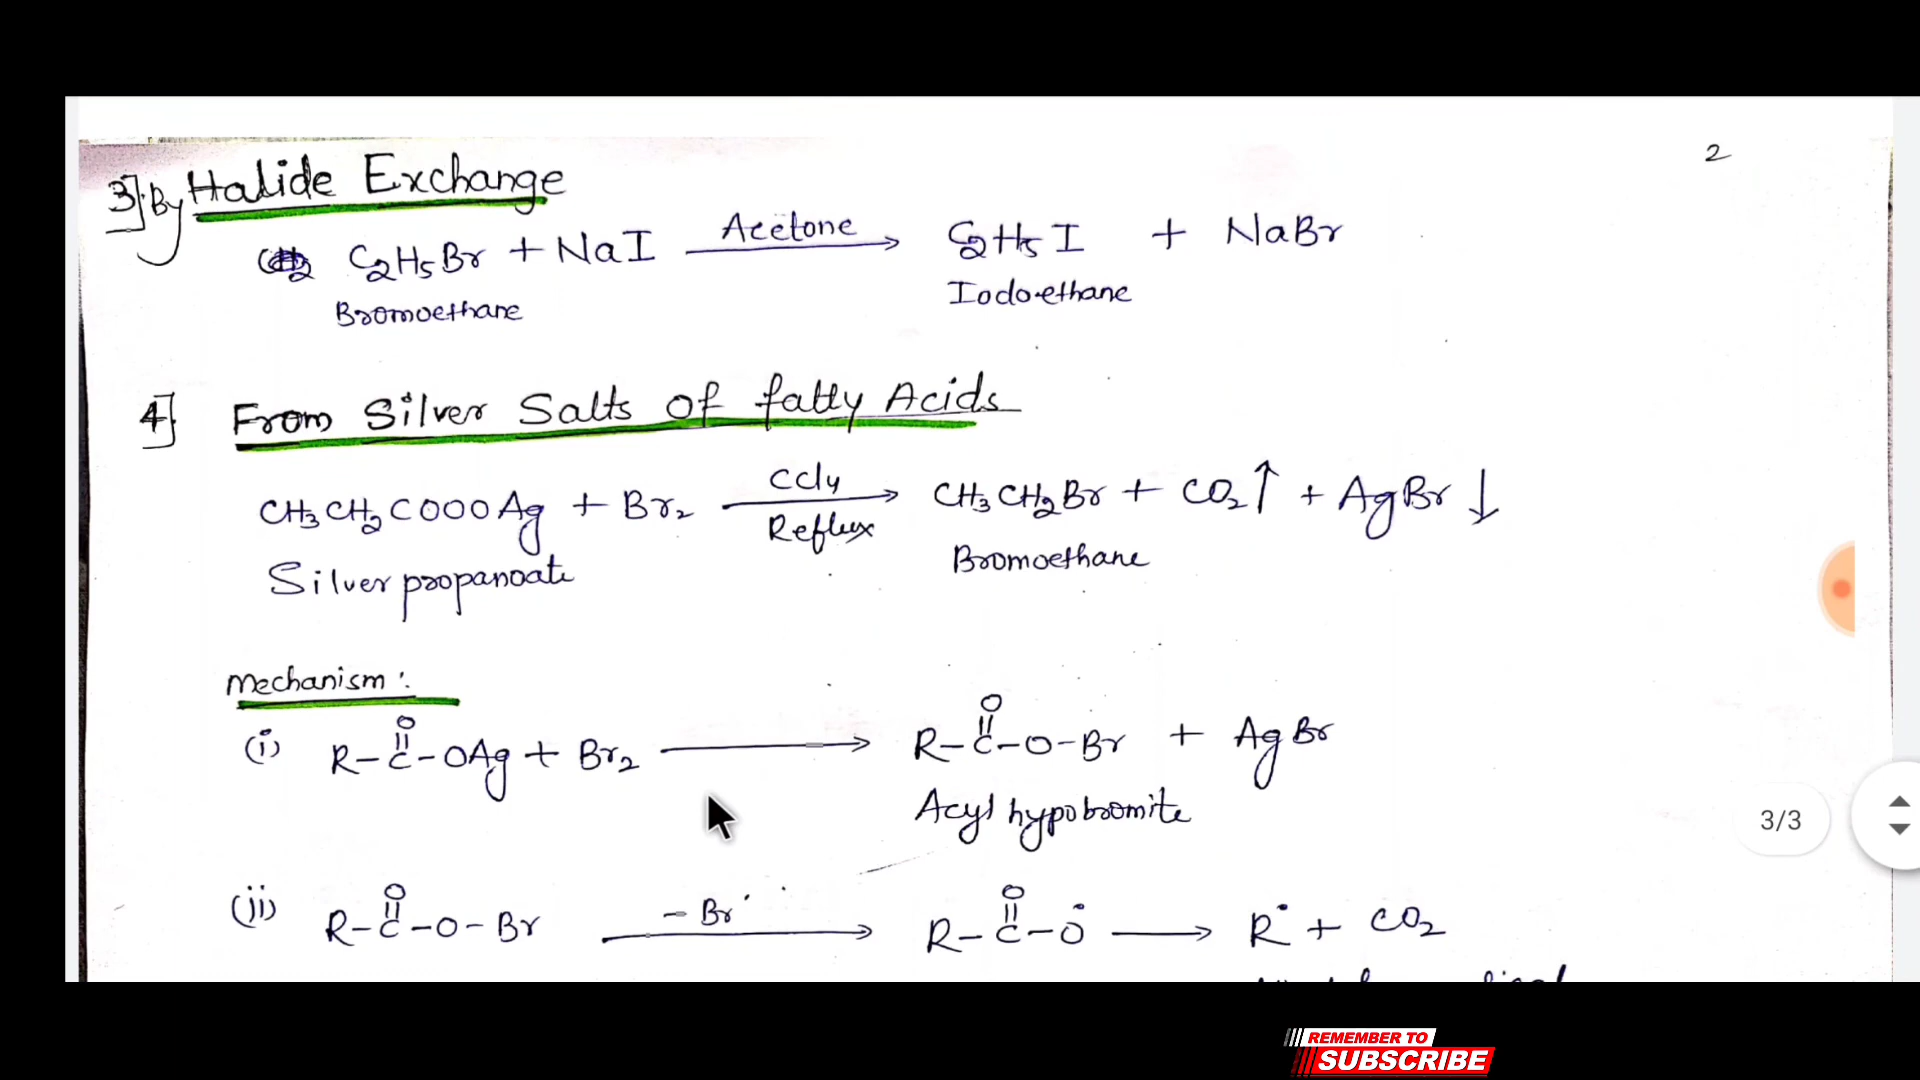 2
3]. By Halide Exchange
C2H5Br + NaI Acetone → C2H5I + NaBr
Bromoethane Iodoethane
4] From Silver Salts of fatty Acids
CH3CH2COOOAg + Br2 CCl4 → CH3CH2Br + CO2↑ + AgBr↓
Reflux
Silver propanoate Bromoethane
Mechanism :
(i) R-C-OAg + Br2 → R-C-O-Br + AgBr
O O
Acyl hypobromite
3/3
(ii) R-C-O-Br -Br˙ → R-C-O˙ → R˙ + CO2
O O
REMEMBER TO
SUBSCRIBE